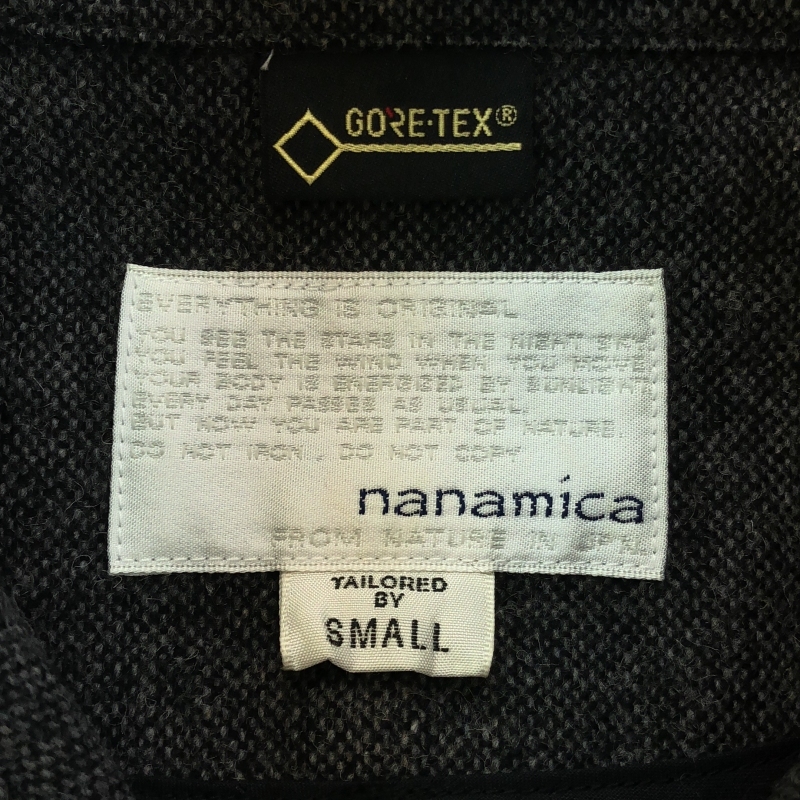 GORE-TEX®
EVERYTHING IS ORIGINAL
YOU SEE THE STARS IN THE NIGHT SKY
YOU FEEL THE WIND WHEN YOU MOVE
YOUR BODY IS ENERGISED BY SUNLIGHT
EVERY DAY PASSES AS USUAL.
BUT NOW YOU ARE PART OF NATURE.
DO NOT IRON, DO NOT COPY
nanamica
FROM NATURE IN
TAILORED
BY
SMALL